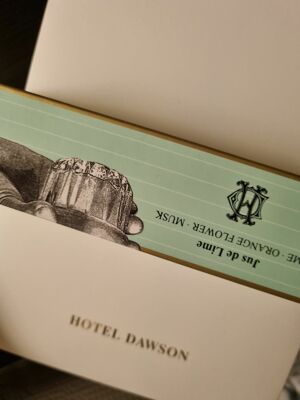 Jus de Lime
ME · ORANGE FLOWER · MUSK
HOTEL DAWSON